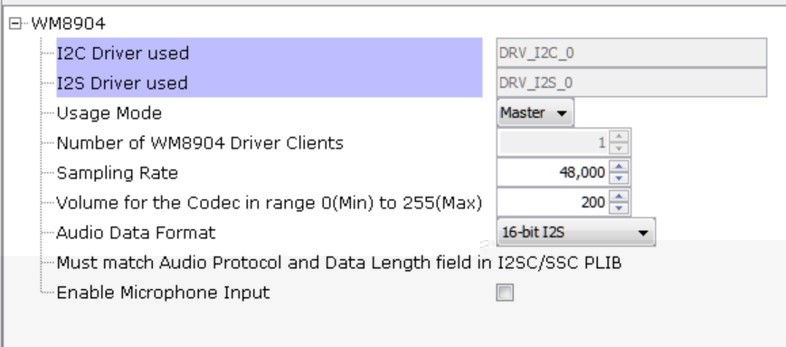 WM8904
I2C Driver used DRV_I2C_0
I2S Driver used DRV_I2S_0
Usage Mode Master
Number of WM8904 Driver Clients 1
Sampling Rate 48,000
Volume for the Codec in range 0(Min) to 255(Max) 200
Audio Data Format 16-bit I2S
Must match Audio Protocol and Data Length field in I2SC/SSC PLIB
Enable Microphone Input